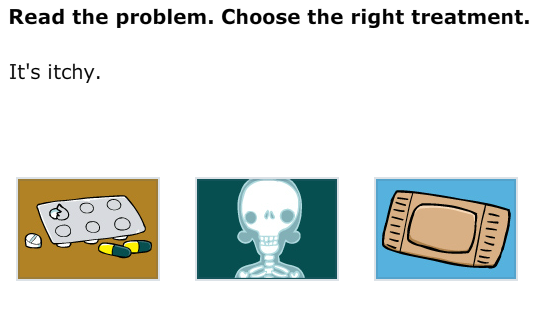 Read the problem. Choose the right treatment.
It's itchy.